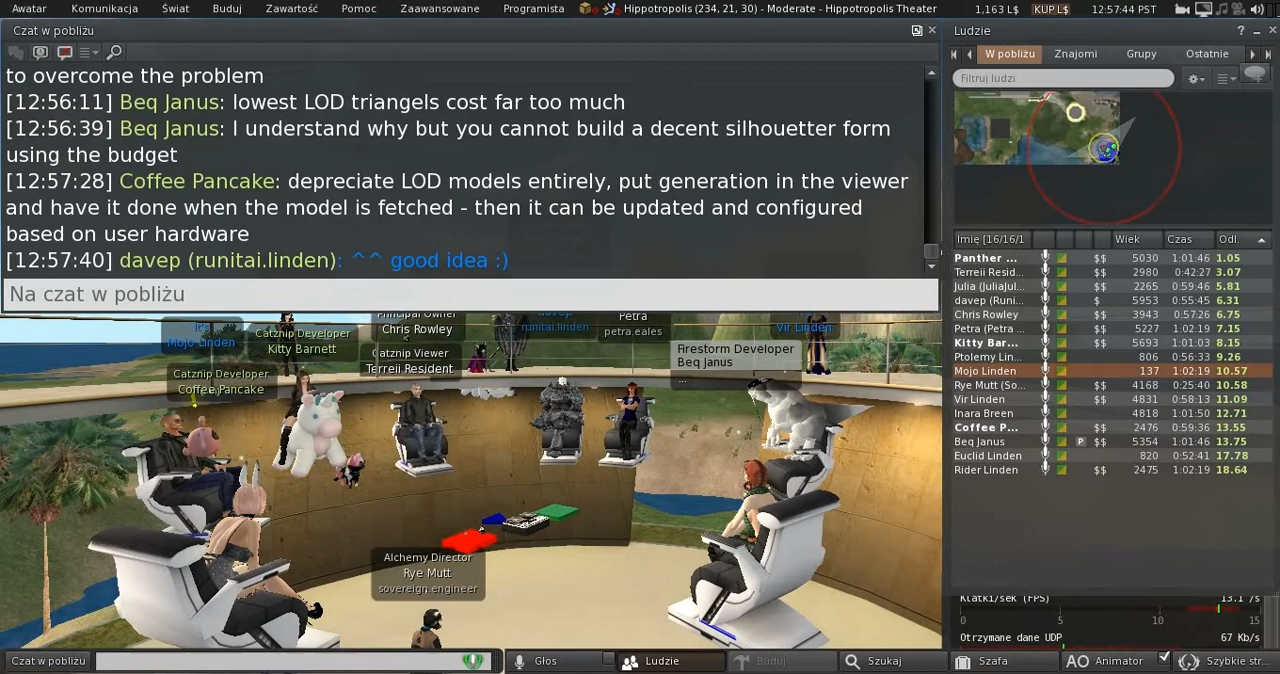 Awatar Komunikacja Świat Buduj Zawartość Pomoc Zaawansowane Programista Hippotropolis (234, 21, 30) - Moderate - Hippotropolis Theater 1,163 L$ KUP L$ 12:57:44 PST
Czat w pobliżu
to overcome the problem
[12:56:11] Beq Janus: lowest LOD triangels cost far too much
[12:56:39] Beq Janus: I understand why but you cannot build a decent silhouetter form
using the budget
[12:57:28] Coffee Pancake: depreciate LOD models entirely, put generation in the viewer
and have it done when the model is fetched - then it can be updated and configured
based on user hardware
[12:57:40] davep (runitai.linden): ^^ good idea :)
Na czat w pobliżu
Mojo Linden
Catznip Developer
Kitty Barnett
Principal Owner
Chris Rowley
Catznip Viewer
Terreii Resident
davep
runitai.linden
Petra
petra.eales
Firestorm Developer
Beq Janus
...
Vir Linden
Catznip Developer
Coffee Pancake
Alchemy Director
Rye Mutt
sovereign.engineer
Ludzie
W pobliżu Znajomi Grupy Ostatnie
Filtruj ludzi
Imię [16/16/1 Wiek Czas Odl.
Panther ... $$ 5030 1:01:46 1.05
Terreii Resid... $$ 2980 0:42:27 3.07
Julia (JuliaJul... $$ 2265 0:59:46 5.81
davep (Runi... $ 5953 0:55:45 6.31
Chris Rowley $$ 3943 0:57:26 6.75
Petra (Petra ... $$ 5227 1:02:19 7.15
Kitty Bar... $$ 5693 1:01:03 8.15
Ptolemy Lin... 806 0:56:33 9.26
Mojo Linden 137 1:02:19 10.57
Rye Mutt (So... $$ 4168 0:25:40 10.58
Vir Linden $$ 4831 0:58:13 11.09
Inara Breen 4818 1:01:50 12.71
Coffee P... $$ 2476 0:59:36 13.55
Beq Janus P $$ 5354 1:01:46 13.75
Euclid Linden 820 0:52:41 17.78
Rider Linden $$ 2475 1:02:19 18.64
Klatki/sek (FPS) 13.1 /s
0 5 10 15
Otrzymane dane UDP 67 Kb/s
Czat w pobliżu Głos Ludzie Buduj Szukaj Szafa AO Animator Szybkie str...